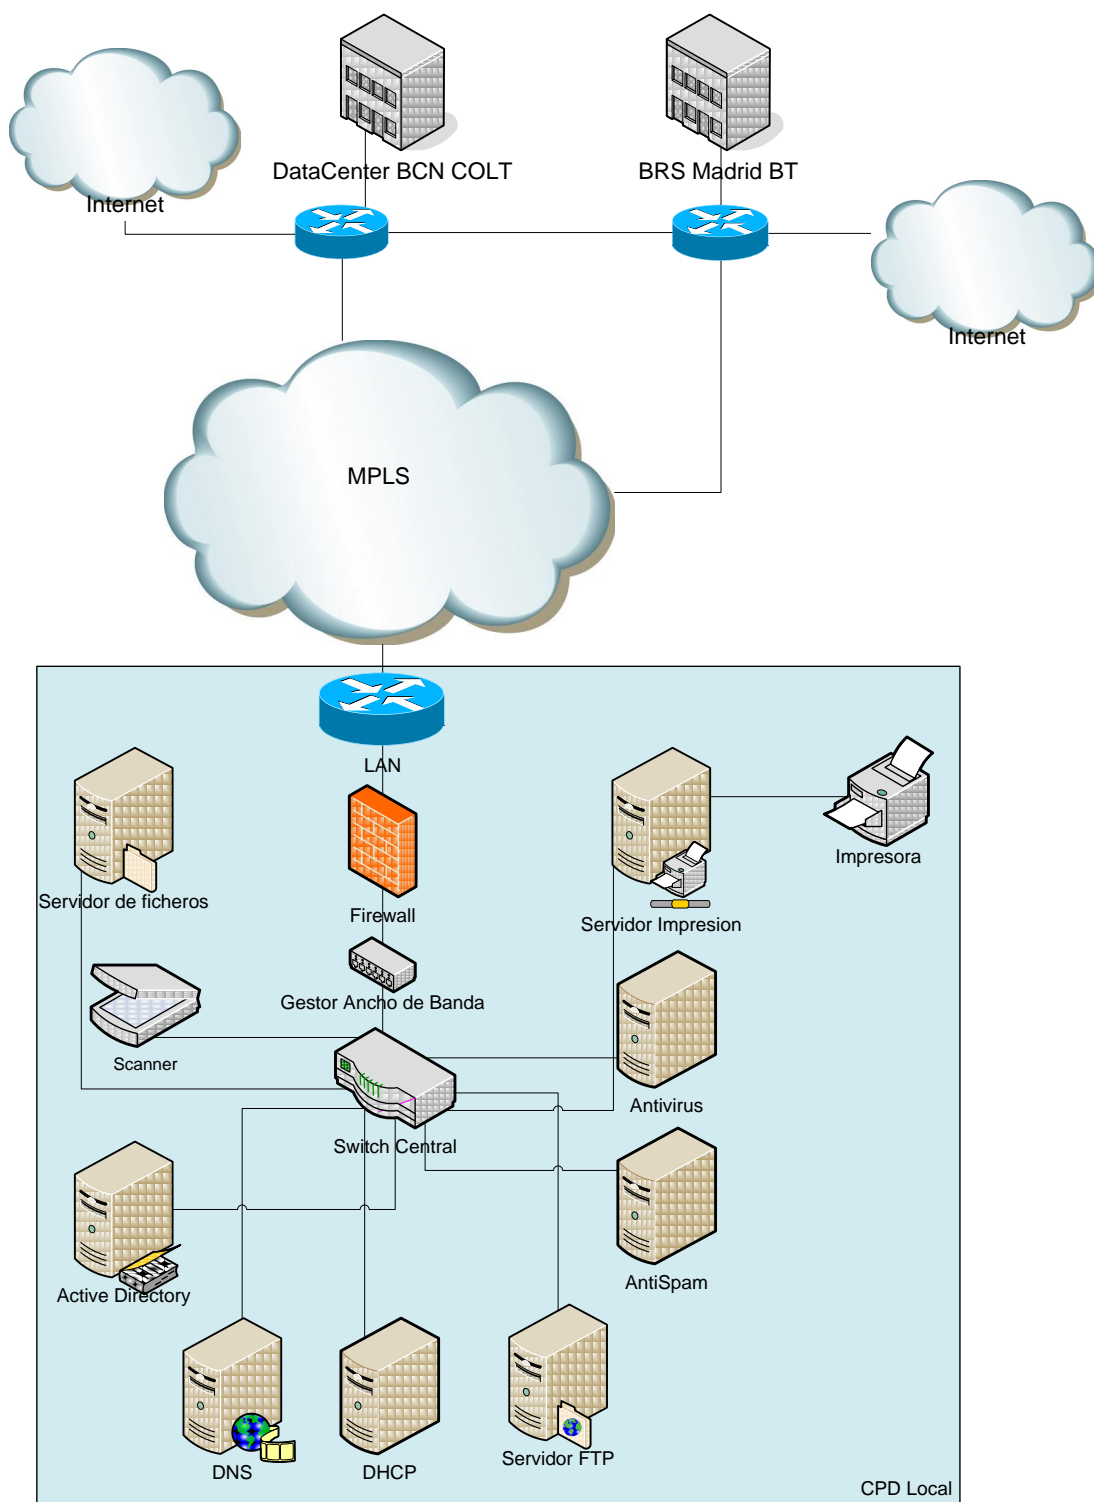 DataCenter BCN COLT
BRS Madrid BT
Internet
Internet
MPLS
LAN
Impresora
Servidor de ficheros
Firewall
Servidor Impresion
Gestor Ancho de Banda
Scanner
Antivirus
Switch Central
Active Directory
AntiSpam
DNS
DHCP
Servidor FTP
CPD Local